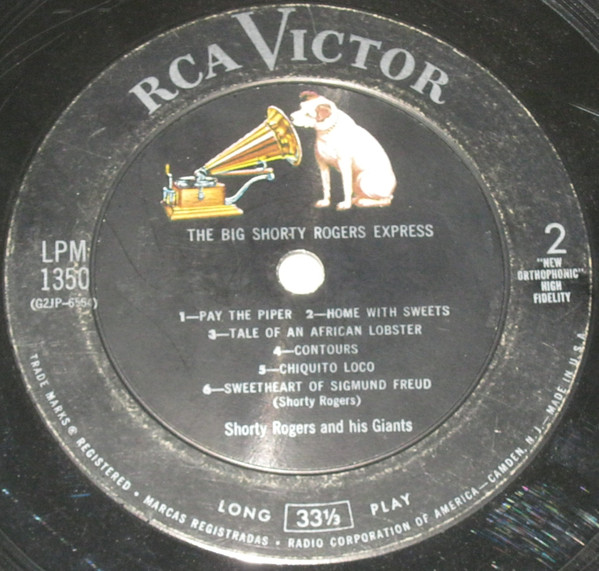 RCA VICTOR
THE BIG SHORTY ROGERS EXPRESS
LPM
1350
2
"NEW
ORTHOPHONIC"
HIGH
FIDELITY
1—PAY THE PIPER 2—HOME WITH SWEETS
3—TALE OF AN AFRICAN LOBSTER
4—CONTOURS
5—CHIQUITO LOCO
6—SWEETHEART OF SIGMUND FREUD
(Shorty Rogers)
Shorty Rogers and his Giants
LONG 33⅓ PLAY
TRADE MARKS ® REGISTERED • MARCAS REGISTRADAS • RADIO CORPORATION OF AMERICA—CAMDEN, N. J.—MADE IN U.S.A.